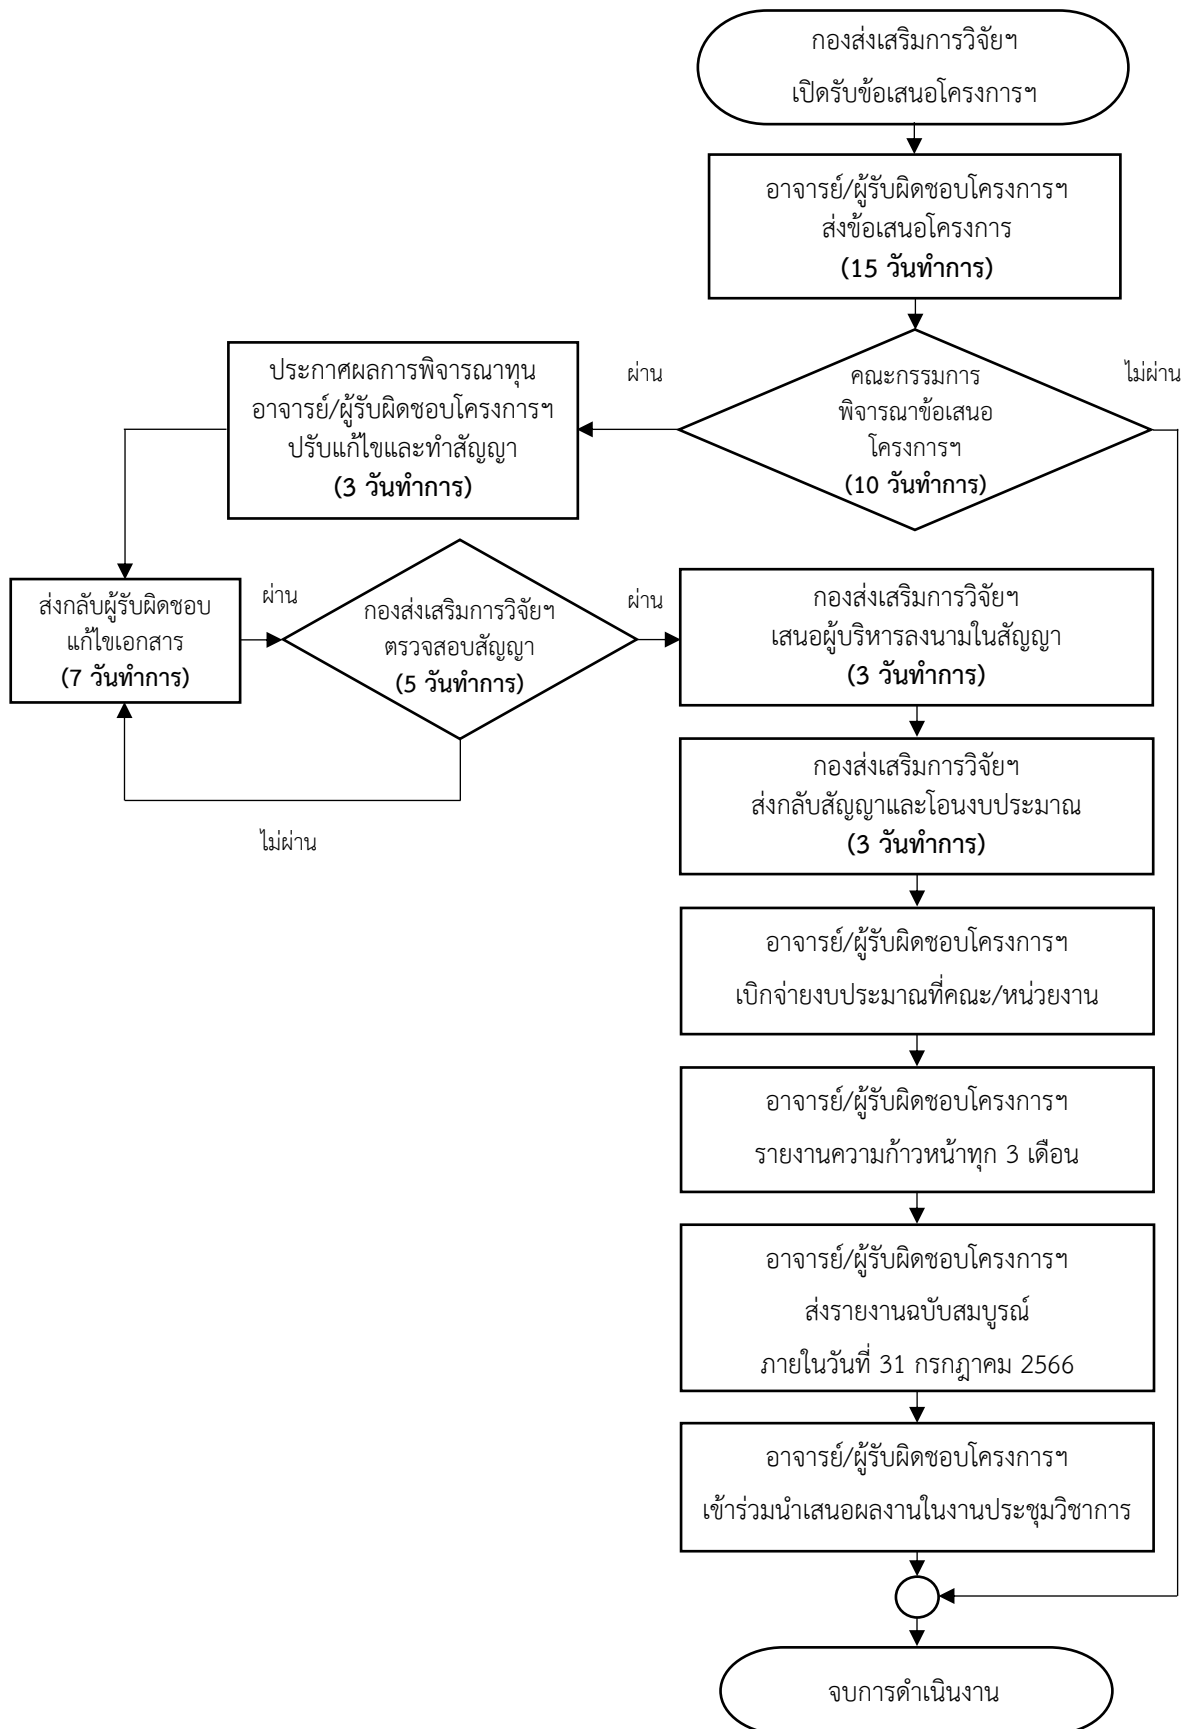 กองส่งเสริมการวิจัยฯ
เปิดรับข้อเสนอโครงการฯ
อาจารย์/ผู้รับผิดชอบโครงการฯ
ส่งข้อเสนอโครงการ
(15 วันทำการ)
คณะกรรมการ
พิจารณาข้อเสนอ
โครงการฯ
(10 วันทำการ)
ผ่าน
ไม่ผ่าน
ประกาศผลการพิจารณาทุน
อาจารย์/ผู้รับผิดชอบโครงการฯ
ปรับแก้ไขและทำสัญญา
(3 วันทำการ)
ส่งกลับผู้รับผิดชอบ
แก้ไขเอกสาร
(7 วันทำการ)
ผ่าน
กองส่งเสริมการวิจัยฯ
ตรวจสอบสัญญา
(5 วันทำการ)
ผ่าน
ไม่ผ่าน
กองส่งเสริมการวิจัยฯ
เสนอผู้บริหารลงนามในสัญญา
(3 วันทำการ)
กองส่งเสริมการวิจัยฯ
ส่งกลับสัญญาและโอนงบประมาณ
(3 วันทำการ)
อาจารย์/ผู้รับผิดชอบโครงการฯ
เบิกจ่ายงบประมาณที่คณะ/หน่วยงาน
อาจารย์/ผู้รับผิดชอบโครงการฯ
รายงานความก้าวหน้าทุก 3 เดือน
อาจารย์/ผู้รับผิดชอบโครงการฯ
ส่งรายงานฉบับสมบูรณ์
ภายในวันที่ 31 กรกฎาคม 2566
อาจารย์/ผู้รับผิดชอบโครงการฯ
เข้าร่วมนำเสนอผลงานในงานประชุมวิชาการ
จบการดำเนินงาน